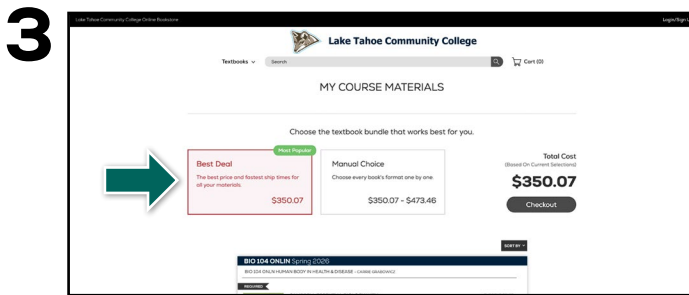 3
Lake Tahoe Community College Online Bookstore
Login/Sign U
Lake Tahoe Community College
Textbooks
Search
Cart (0)
MY COURSE MATERIALS
Choose the textbook bundle that works best for you.
Most Popular
Best Deal
The best price and fastest ship times for
all your materials.
$350.07
Manual Choice
Choose every book's format one by one.
$350.07 - $473.46
Total Cost
(Based On Current Selections)
$350.07
Checkout
SORT BY
BIO 104 ONLIN Spring 2026
BIO 104 ONLN HUMAN BODY IN HEALTH & DISEASE - CARRIE GRABOWICZ
REQUIRED